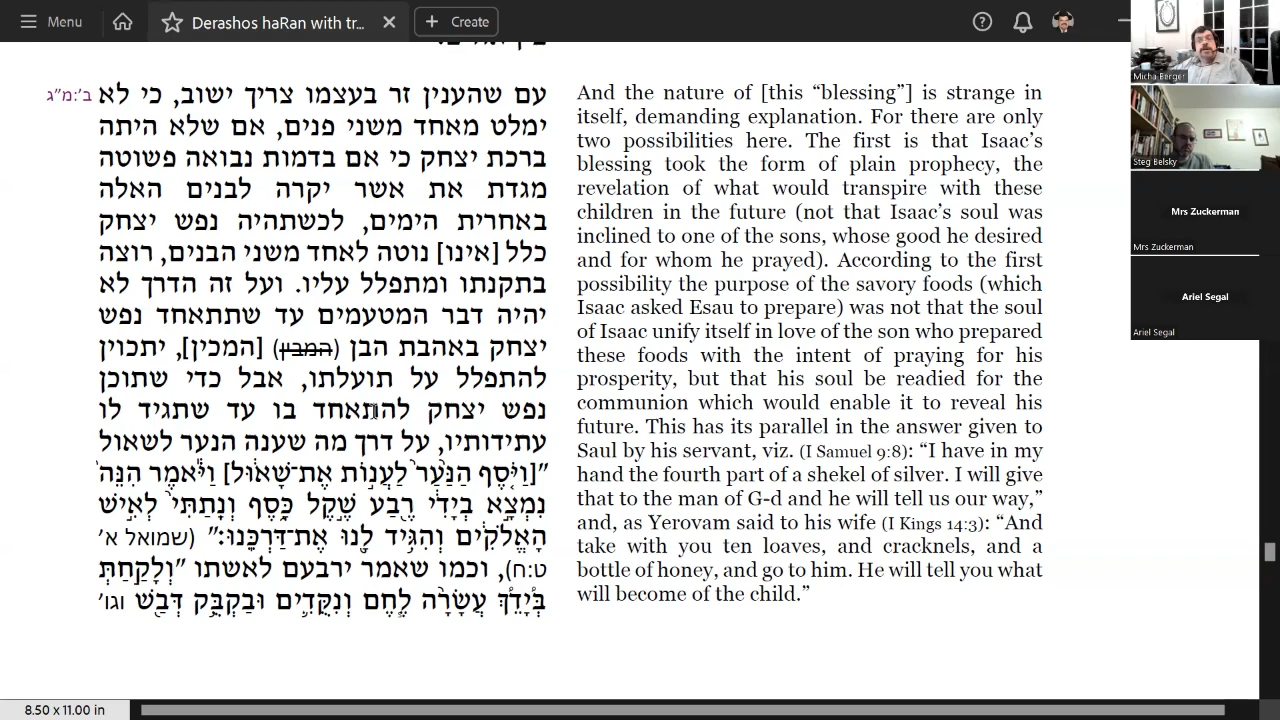 Menu
Derashos haRan with tr...
Create
ב':מ"ג
עם שהענין זר בעצמו צריך ישוב, כי לא
ימלט מאחד משני פנים, אם שלא היתה
ברכת יצחק כי אם בדמות נבואה פשוטה
מגדת את אשר יקרה לבנים האלה
באחרית הימים, לכשתהיה נפש יצחק
כלל [אינו] נוטה לאחד משני הבנים, רוצה
בתקנתו ומתפלל עליו. ועל זה הדרך לא
יהיה דבר המטעמים עד שתתאחד נפש
יצחק באהבת הבן (המבין) [המכין], יתכוין
להתפלל על תועלתו, אבל כדי שתוכן
נפש יצחק להתאחד בו עד שתגיד לו
עתידותיו, על דרך מה שענה הנער לשאול
"[וַיֹּ֤סֶף הַנַּ֙עַר֙ לַעֲנ֣וֹת אֶת־שָׁא֔וּל] וַיֹּ֕אמֶר הִנֵּה֙
נִמְצָ֣א בְיָדִ֔י רֶ֖בַע שֶׁ֣קֶל כָּ֑סֶף וְנָֽתַתִּי֙ לְאִ֣ישׁ
הָאֱלֹקִ֔ים וְהִגִּ֥יד לָ֖נוּ אֶת־דַּרְכֵּֽנוּ׃" (שמואל א'
ט:ח), וכמו שאמר ירבעם לאשתו "וְלָקַ֣חַתְּ
בְּ֠יָדֵ֠ךְ עֲשָׂרָ֨ה לֶ֧חֶם וְנִקֻּדִ֛ים וּבַקְבֻּ֥ק דְּבַ֖שׁ וגו'
And the nature of [this “blessing”] is strange in
itself, demanding explanation. For there are only
two possibilities here. The first is that Isaac’s
blessing took the form of plain prophecy, the
revelation of what would transpire with these
children in the future (not that Isaac’s soul was
inclined to one of the sons, whose good he desired
and for whom he prayed). According to the first
possibility the purpose of the savory foods (which
Isaac asked Esau to prepare) was not that the soul
of Isaac unify itself in love of the son who prepared
these foods with the intent of praying for his
prosperity, but that his soul be readied for the
communion which would enable it to reveal his
future. This has its parallel in the answer given to
Saul by his servant, viz. (I Samuel 9:8): “I have in my
hand the fourth part of a shekel of silver. I will give
that to the man of G-d and he will tell us our way,”
and, as Yerovam said to his wife (I Kings 14:3): “And
take with you ten loaves, and cracknels, and a
bottle of honey, and go to him. He will tell you what
will become of the child.”
Micha Berger
Steg Belsky
Mrs Zuckerman
Mrs Zuckerman
Ariel Segal
Ariel Segal
8.50 x 11.00 in